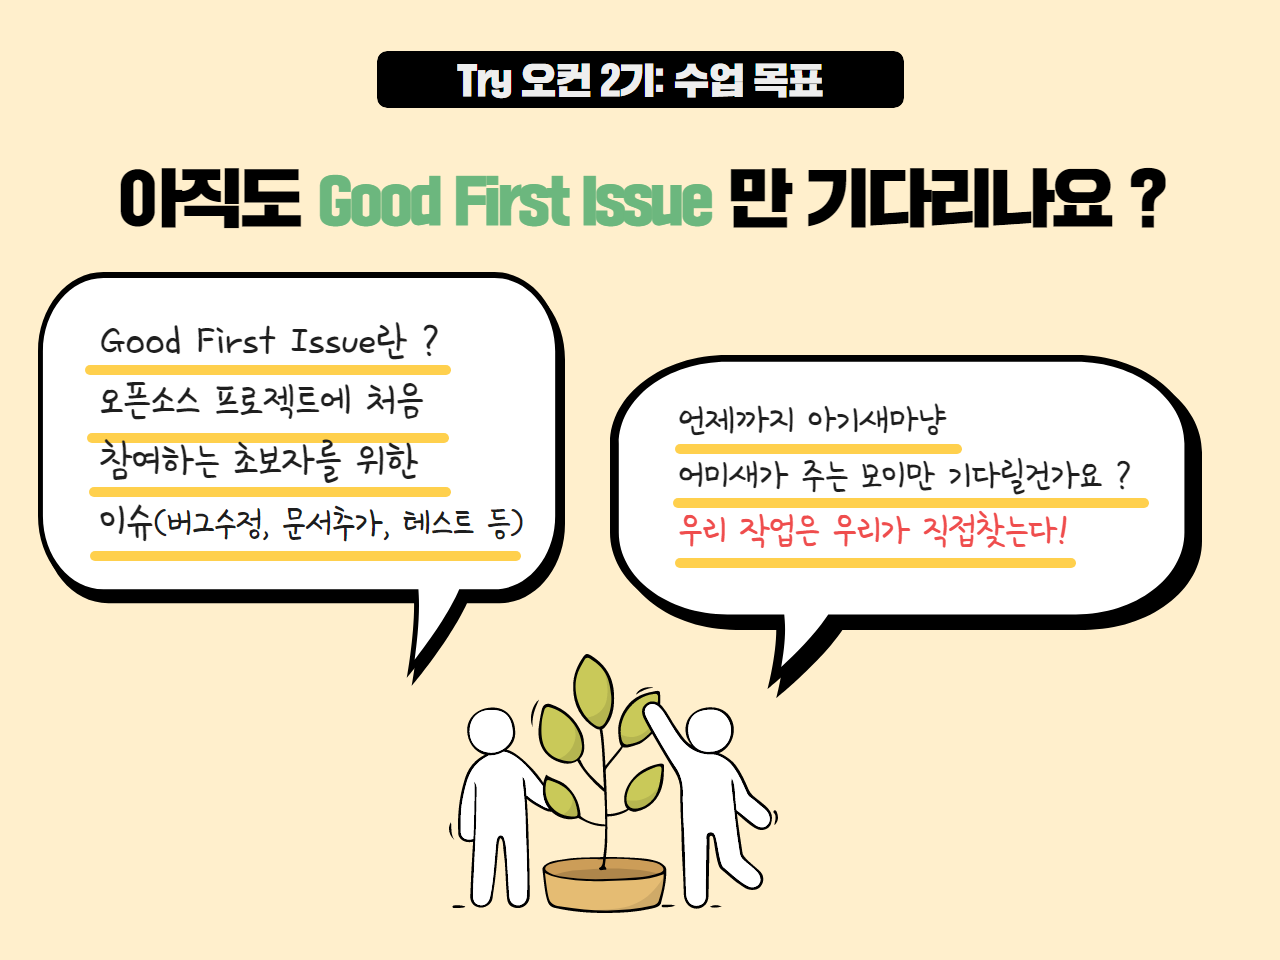 Try 오컨 2기: 수업 목표
아직도 Good First Issue 만 기다리나요 ?
Good First Issue란 ?
오픈소스 프로젝트에 처음
참여하는 초보자를 위한
이슈(버그수정, 문서추가, 테스트 등)
언제까지 아기새마냥
어미새가 주는 모이만 기다릴건가요 ?
우리 작업은 우리가 직접찾는다!